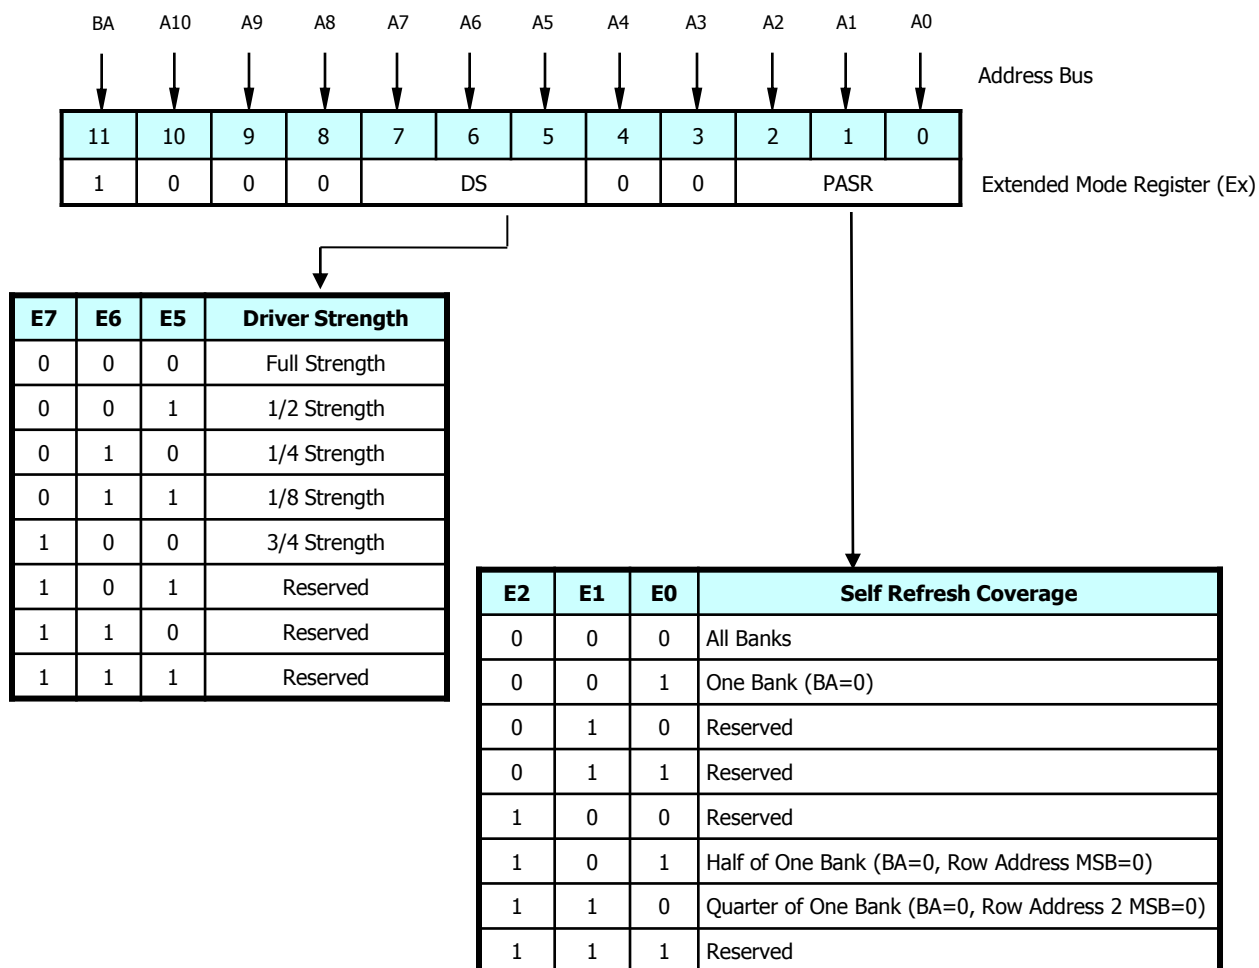 BA A10 A9 A8 A7 A6 A5 A4 A3 A2 A1 A0
Address Bus
11 10 9 8 7 6 5 4 3 2 1 0
1 0 0 0 DS 0 0 PASR Extended Mode Register (Ex)
E7 E6 E5 Driver Strength
0 0 0 Full Strength
0 0 1 1/2 Strength
0 1 0 1/4 Strength
0 1 1 1/8 Strength
1 0 0 3/4 Strength
1 0 1 Reserved
1 1 0 Reserved
1 1 1 Reserved
E2 E1 E0 Self Refresh Coverage
0 0 0 All Banks
0 0 1 One Bank (BA=0)
0 1 0 Reserved
0 1 1 Reserved
1 0 0 Reserved
1 0 1 Half of One Bank (BA=0, Row Address MSB=0)
1 1 0 Quarter of One Bank (BA=0, Row Address 2 MSB=0)
1 1 1 Reserved